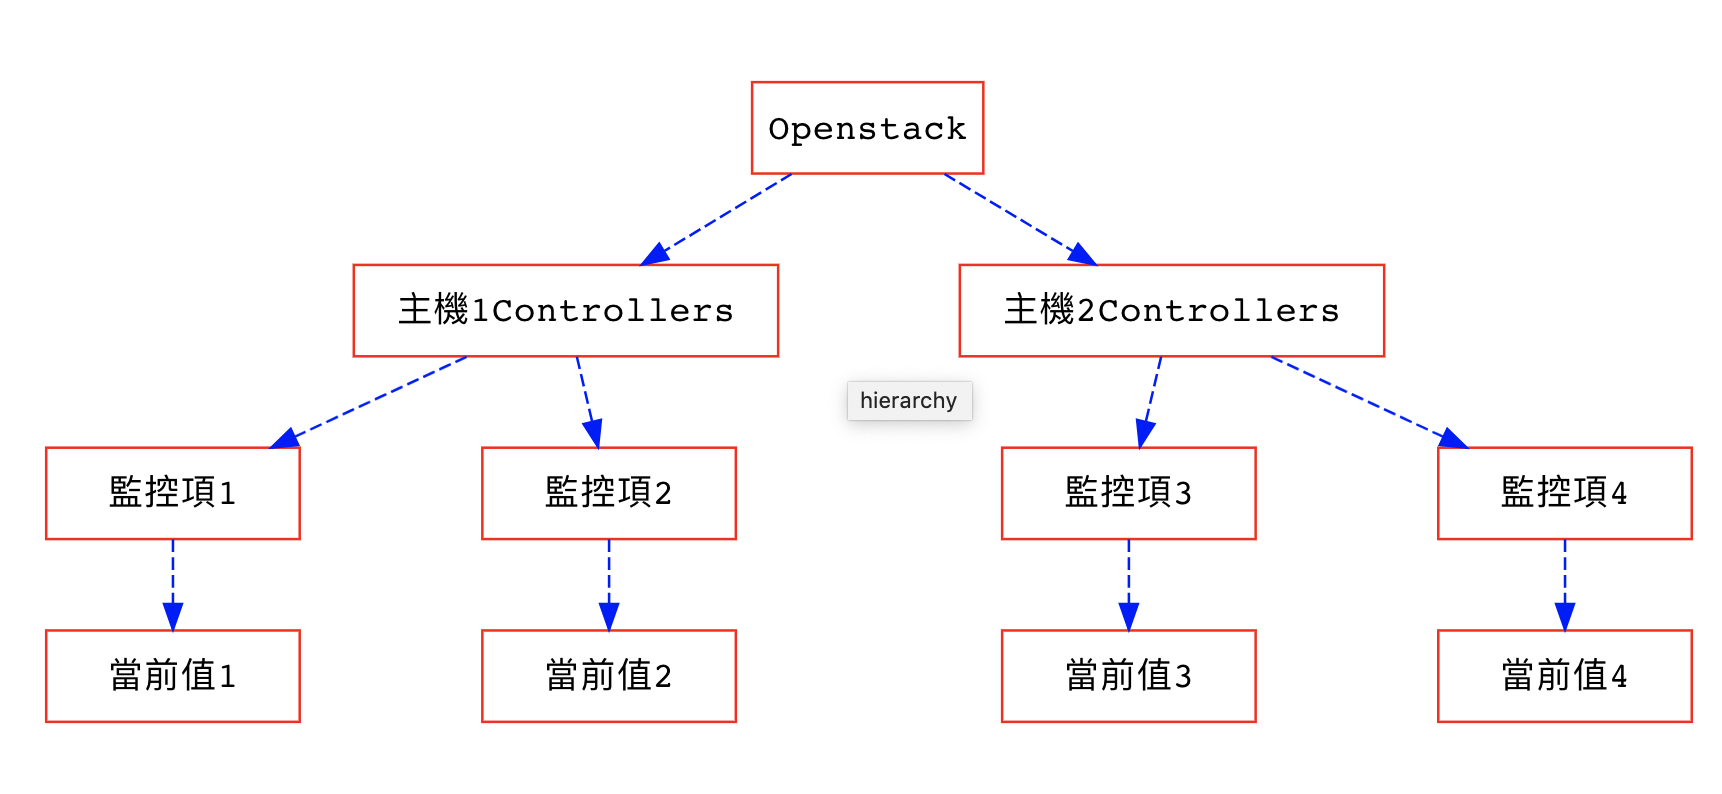 Openstack
主機1Controllers
主機2Controllers
hierarchy
監控項1
監控項2
監控項3
監控項4
當前值1
當前值2
當前值3
當前值4